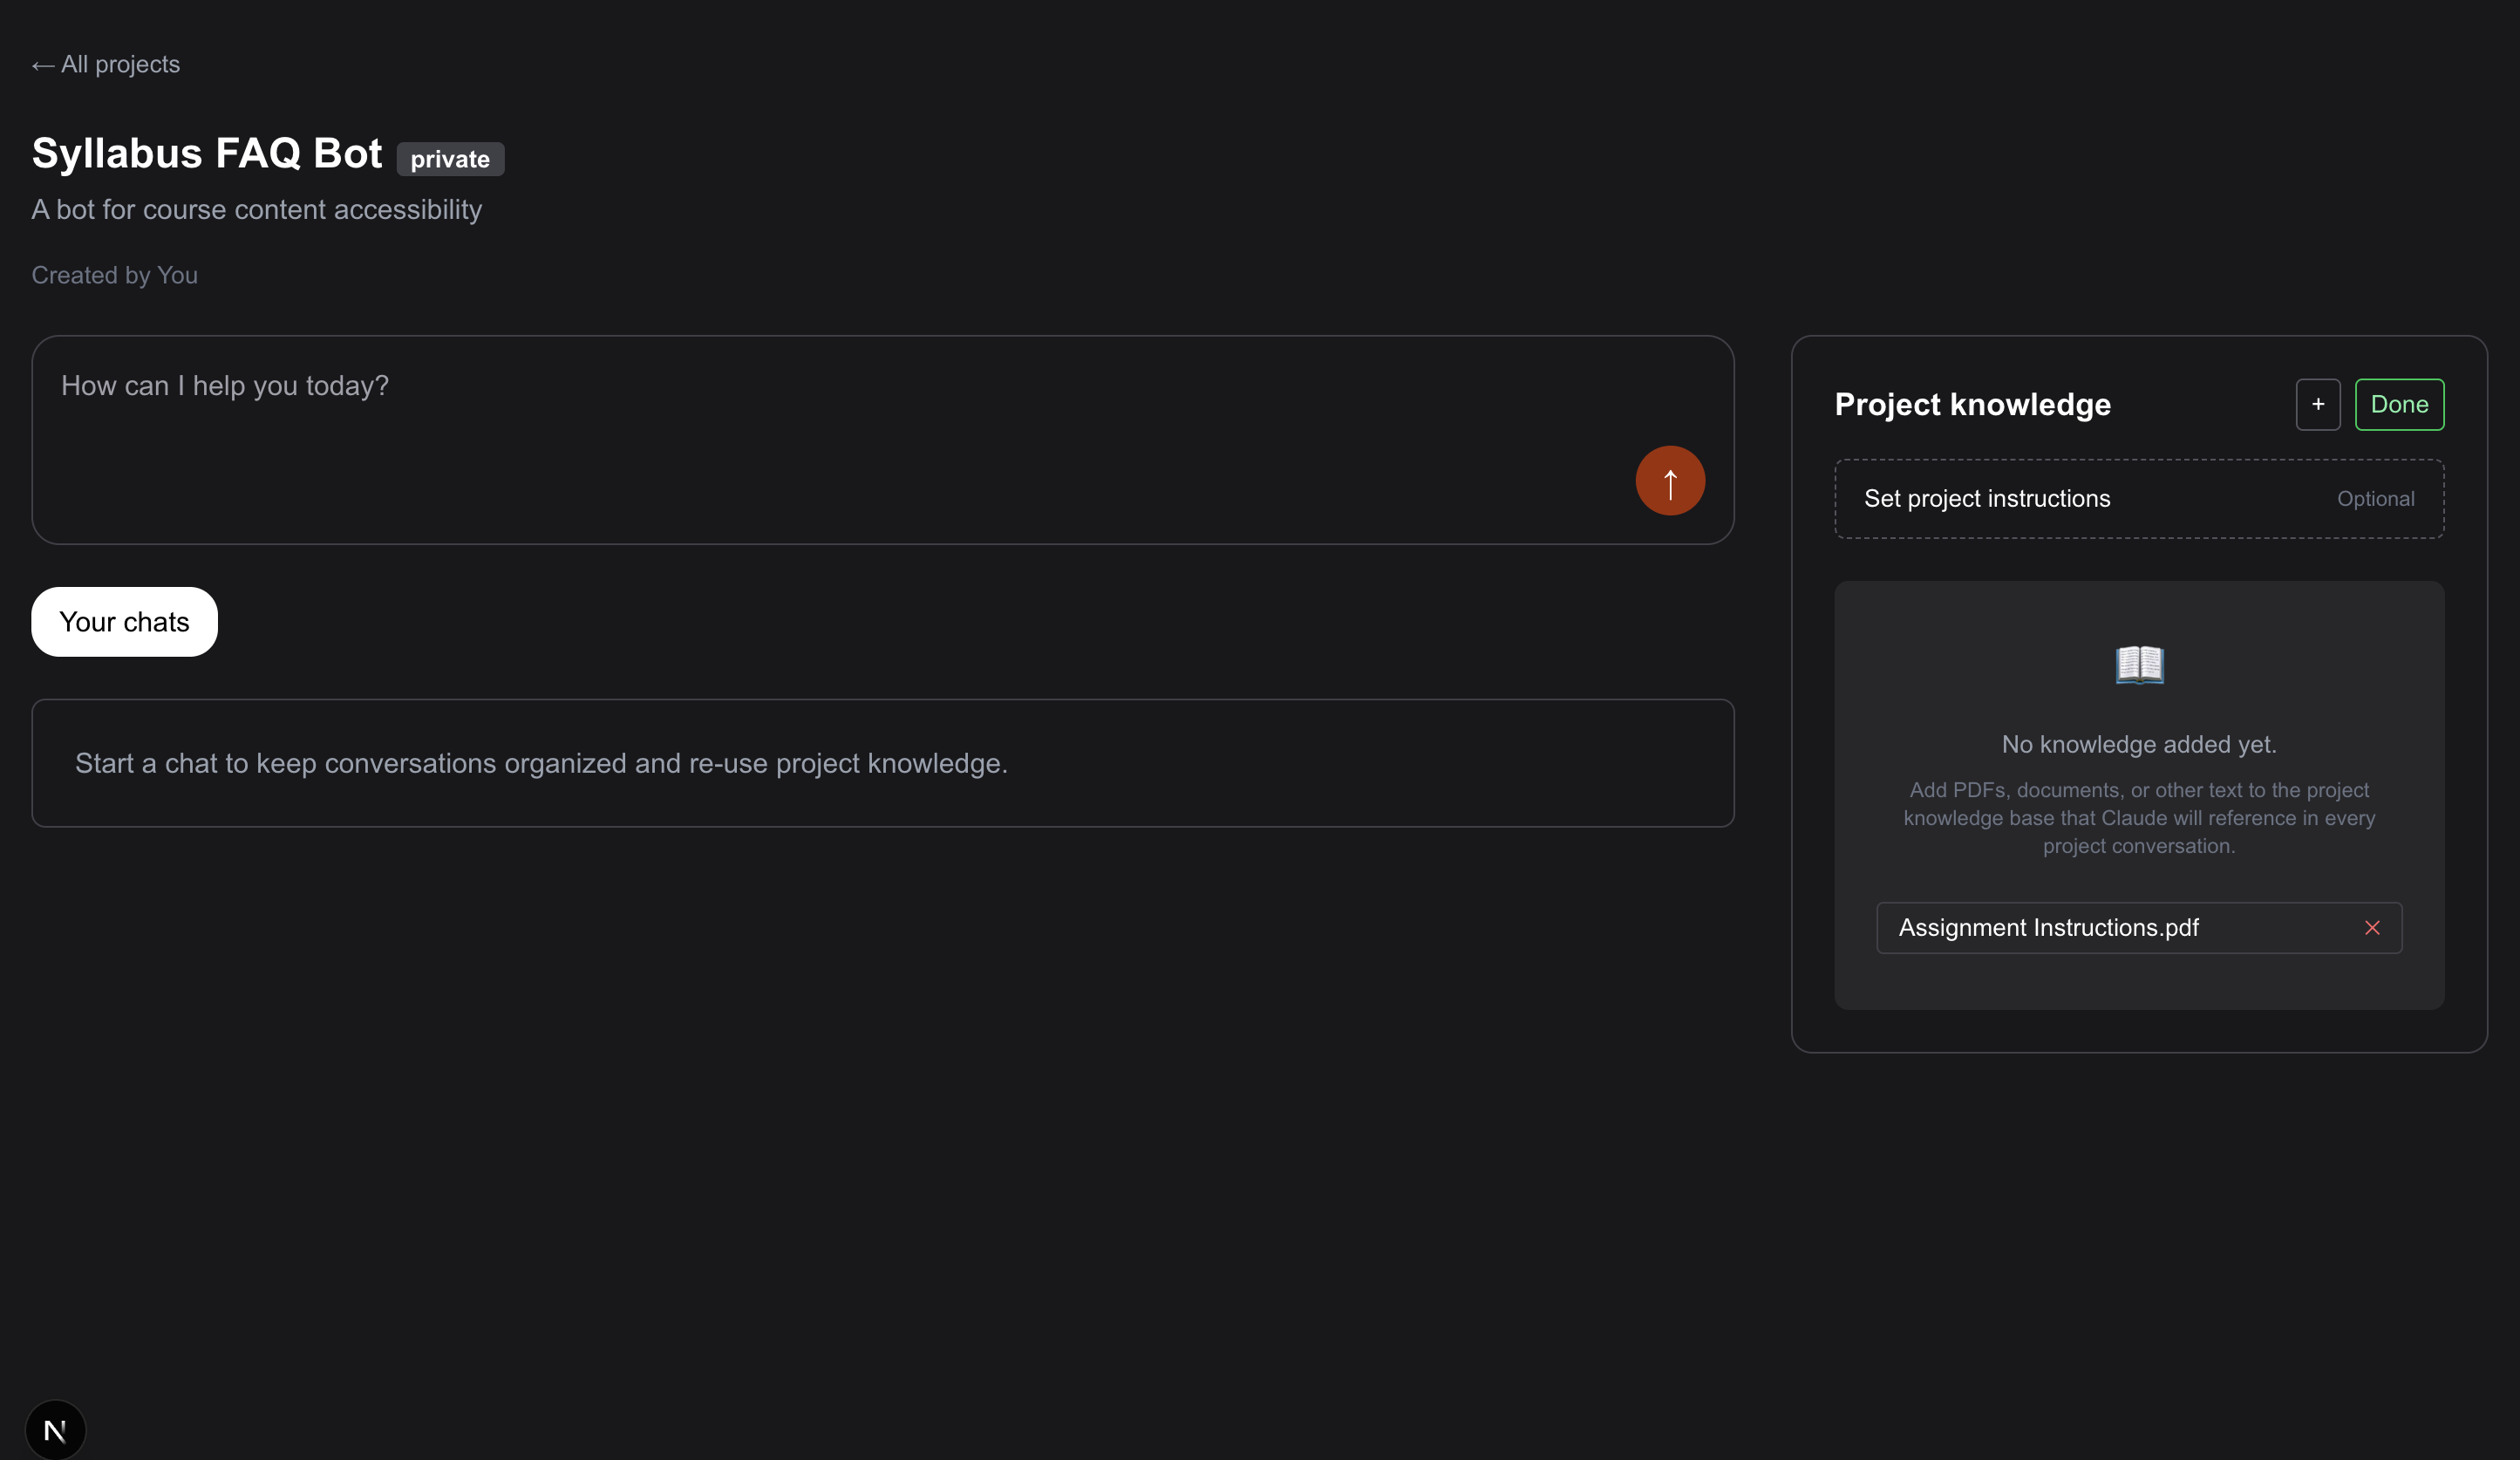 ← All projects
Syllabus FAQ Bot private
A bot for course content accessibility
Created by You
How can I help you today?
↑
Your chats
Start a chat to keep conversations organized and re-use project knowledge.
Project knowledge + Done
Set project instructions Optional
No knowledge added yet.
Add PDFs, documents, or other text to the project
knowledge base that Claude will reference in every
project conversation.
Assignment Instructions.pdf ×
N